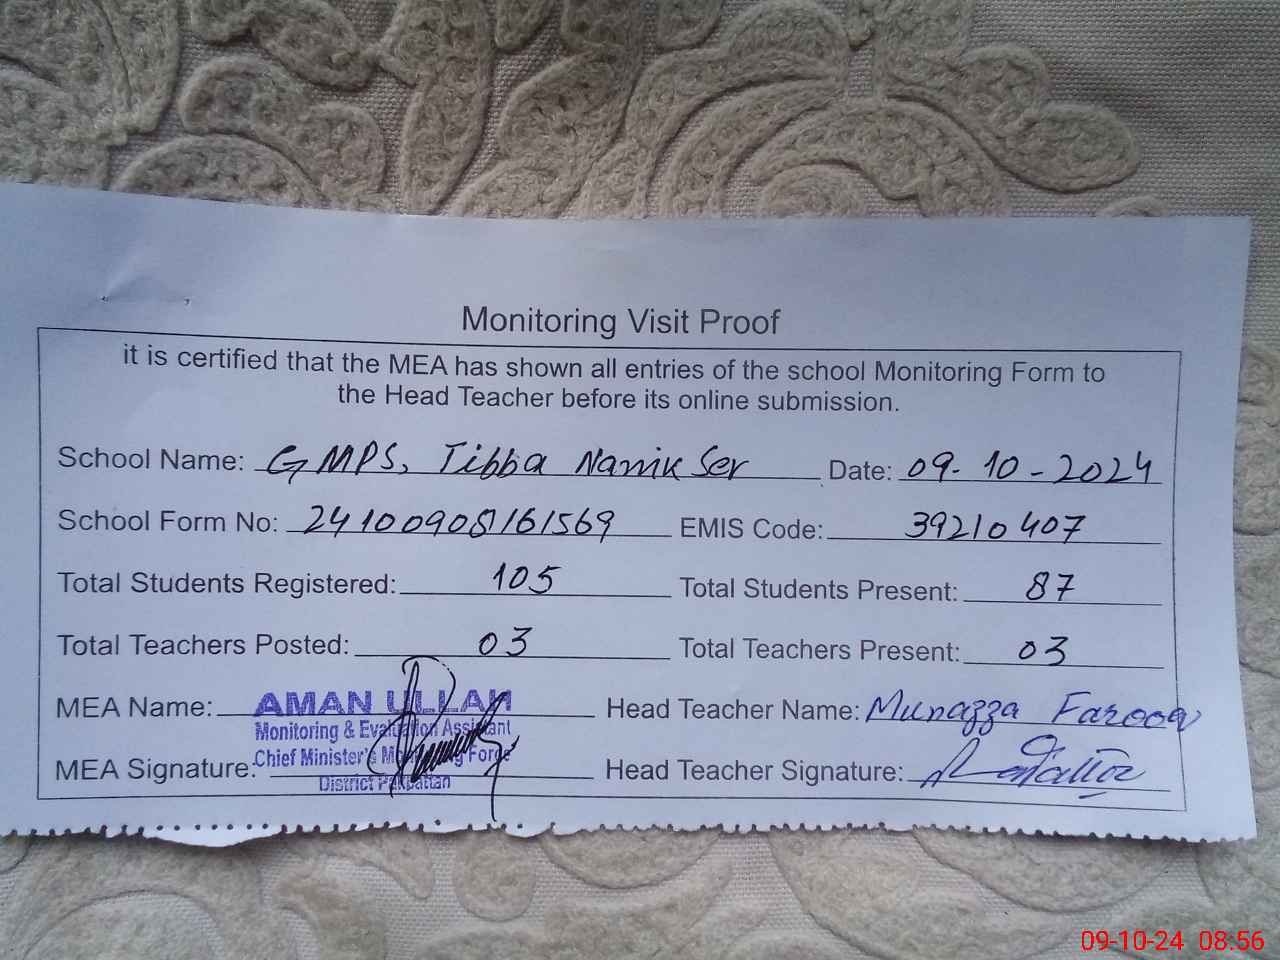 Monitoring Visit Proof
it is certified that the MEA has shown all entries of the school Monitoring Form to
the Head Teacher before its online submission.
School Name: GMPS, Tibba Nanik Ser Date: 09-10-2024
School Form No: 24100908161569 EMIS Code: 39210407
Total Students Registered: 105 Total Students Present: 87
Total Teachers Posted: 03 Total Teachers Present: 03
MEA Name: AMAN ULLAH Head Teacher Name: Munazza Farooq
Monitoring & Evaluation Assistant
Chief Minister's Monitoring Force
MEA Signature: Head Teacher Signature:
District Pakpattan
09-10-24 08:56